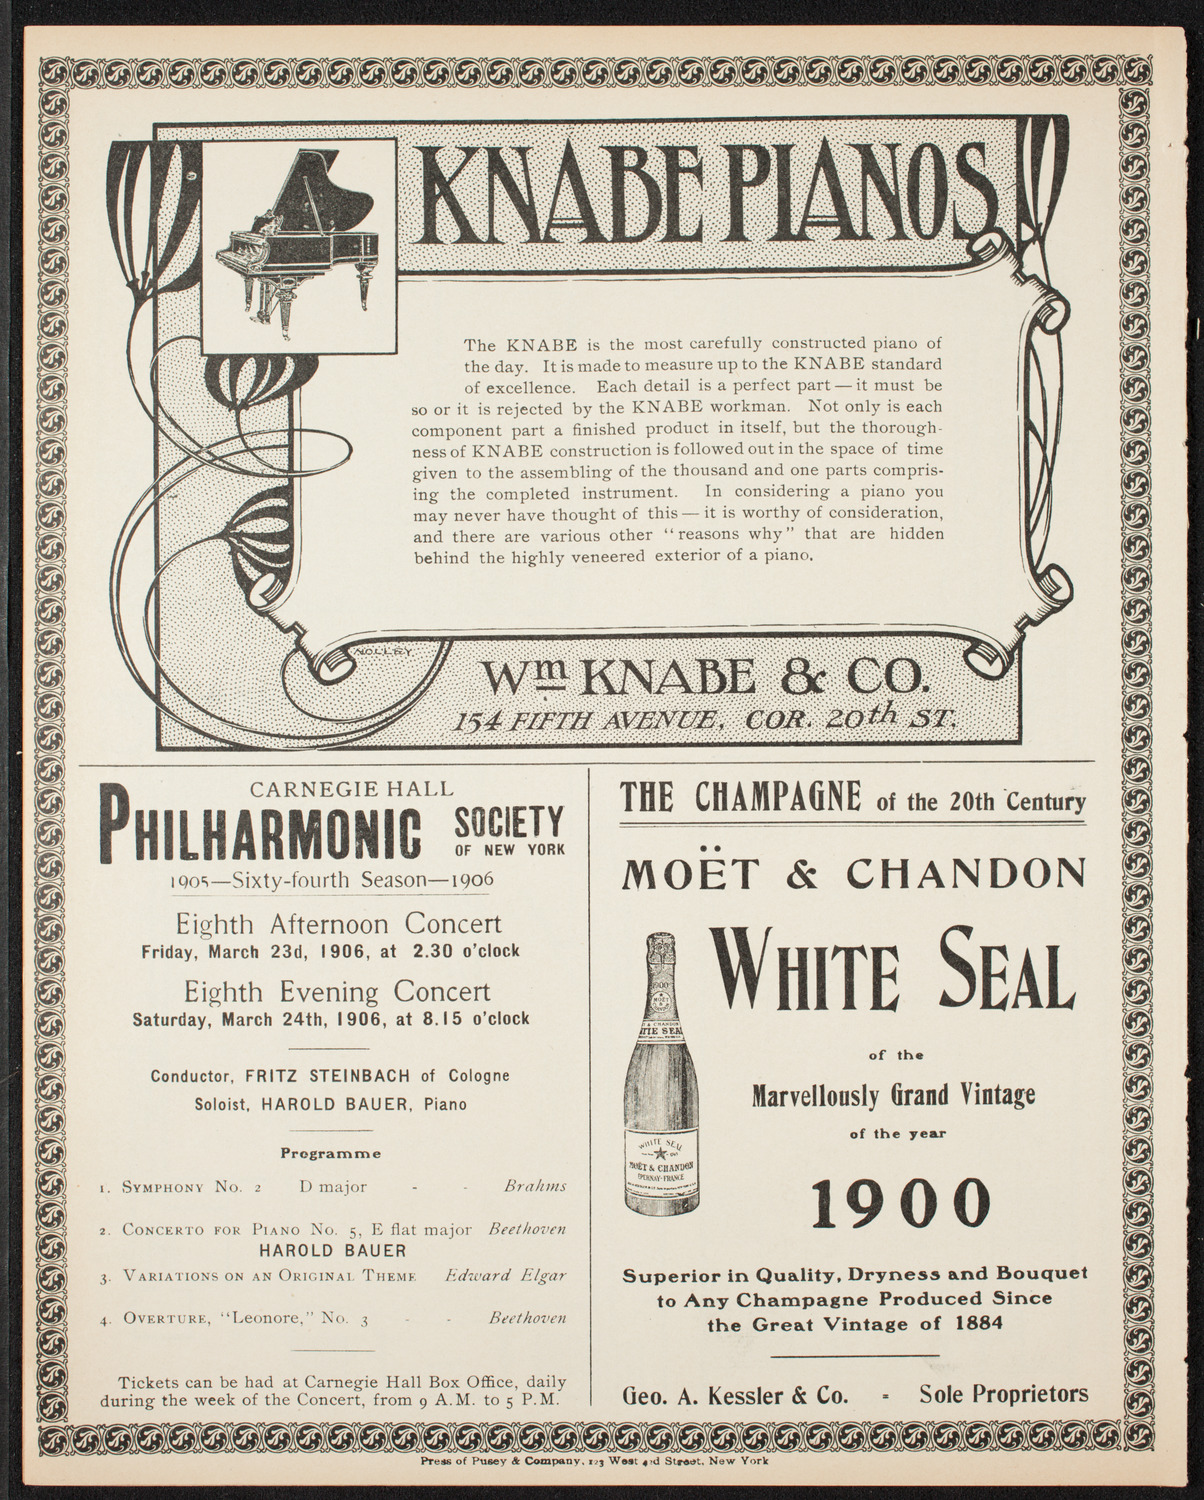 KNABE PIANOS
The KNABE is the most carefully constructed piano of
the day. It is made to measure up to the KNABE standard
of excellence. Each detail is a perfect part — it must be
so or it is rejected by the KNABE workman. Not only is each
component part a finished product in itself, but the thorough-
ness of KNABE construction is followed out in the space of time
given to the assembling of the thousand and one parts compris-
ing the completed instrument. In considering a piano you
may never have thought of this — it is worthy of consideration,
and there are various other "reasons why" that are hidden
behind the highly veneered exterior of a piano.
NOLLEY
Wm KNABE & CO.
154 FIFTH AVENUE, COR. 20th ST.
CARNEGIE HALL
PHILHARMONIC SOCIETY
OF NEW YORK
1905—Sixty-fourth Season—1906
Eighth Afternoon Concert
Friday, March 23d, 1906, at 2.30 o'clock
Eighth Evening Concert
Saturday, March 24th, 1906, at 8.15 o'clock
Conductor, FRITZ STEINBACH of Cologne
Soloist, HAROLD BAUER, Piano
Programme
1. SYMPHONY No. 2 D major - - Brahms
2. CONCERTO FOR PIANO No. 5, E flat major Beethoven
HAROLD BAUER
3. VARIATIONS ON AN ORIGINAL THEME Edward Elgar
4. OVERTURE, "Leonore," No. 3 - - Beethoven
Tickets can be had at Carnegie Hall Box Office, daily
during the week of the Concert, from 9 A.M. to 5 P.M.
THE CHAMPAGNE of the 20th Century
MOËT & CHANDON
WHITE SEAL
of the
Marvellously Grand Vintage
of the year
1900
1900
MOËT
& CHANDON
WHITE SEAL
MOËT & CHANDON
EPERNAY-FRANCE
Superior in Quality, Dryness and Bouquet
to Any Champagne Produced Since
the Great Vintage of 1884
Geo. A. Kessler & Co. - Sole Proprietors
Press of Pusey & Company, 123 West 43d Street, New York